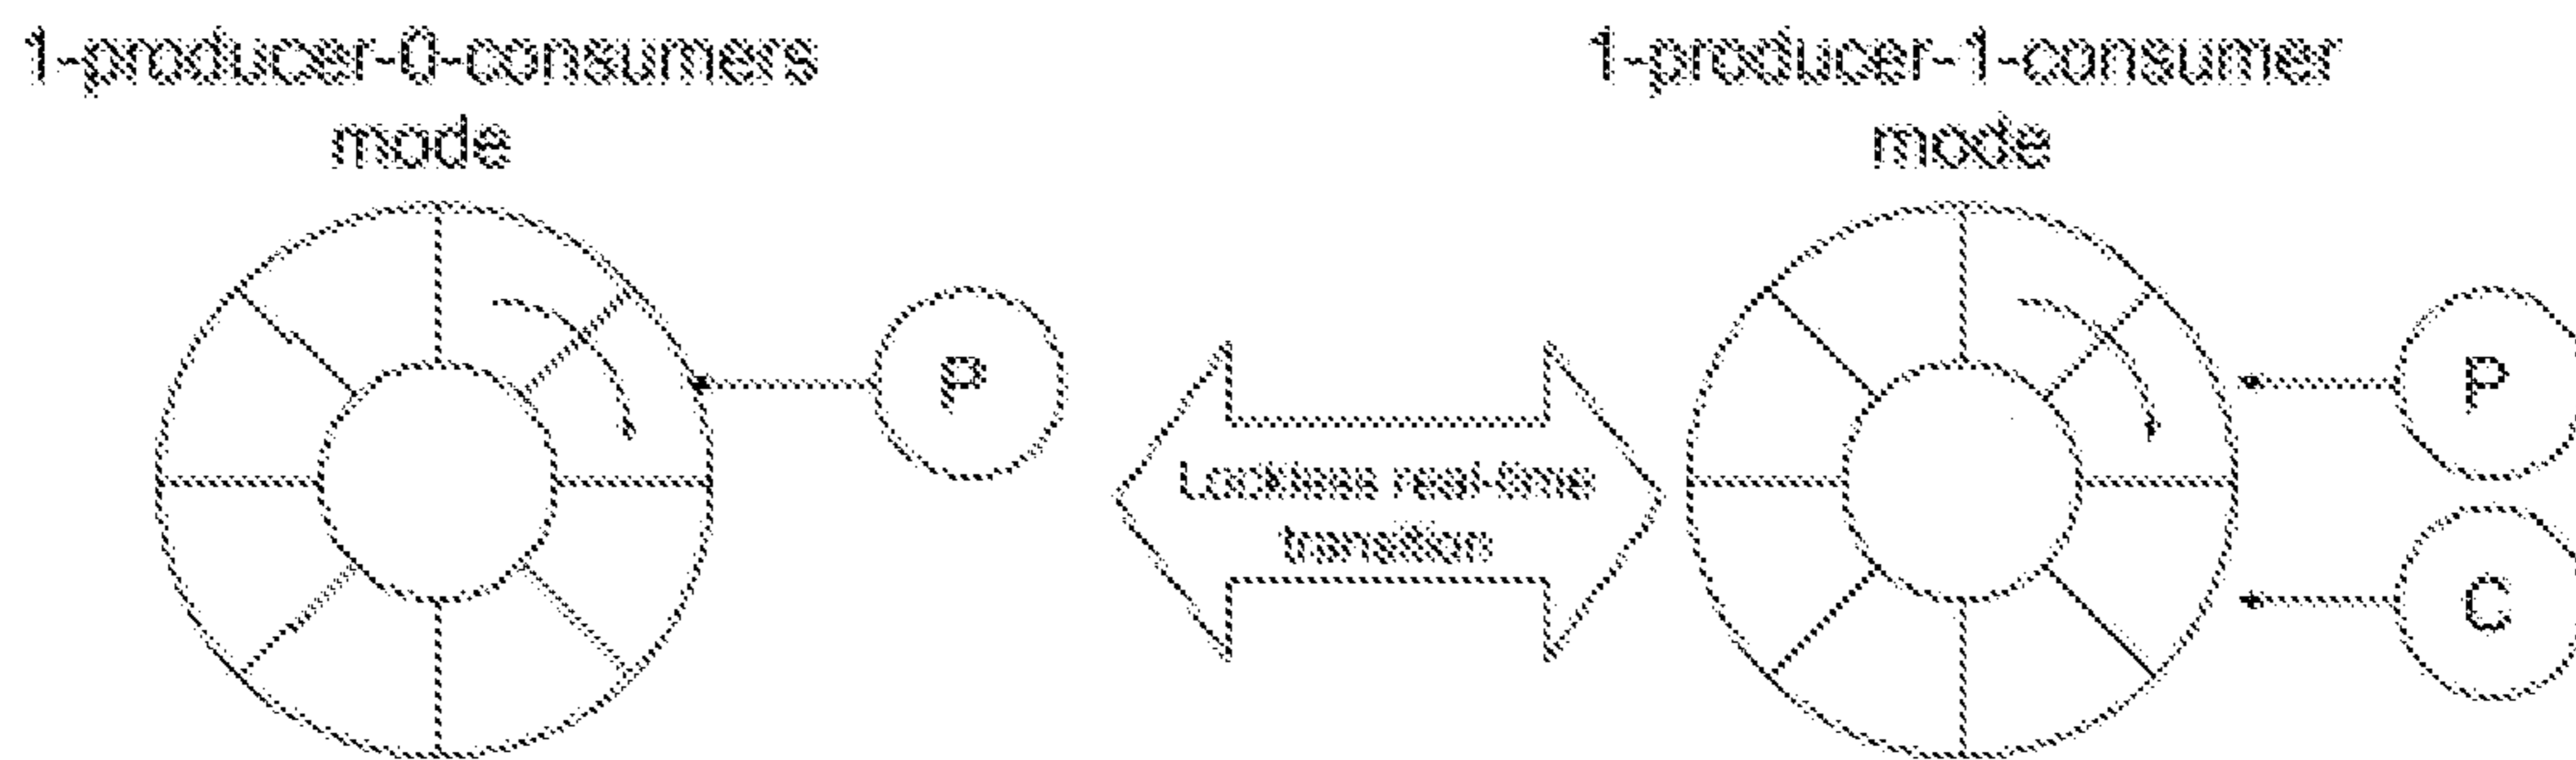 1-producer-0-consumers
mode
1-producer-1-consumer
mode
P
P
Lockless real-time
transition
C